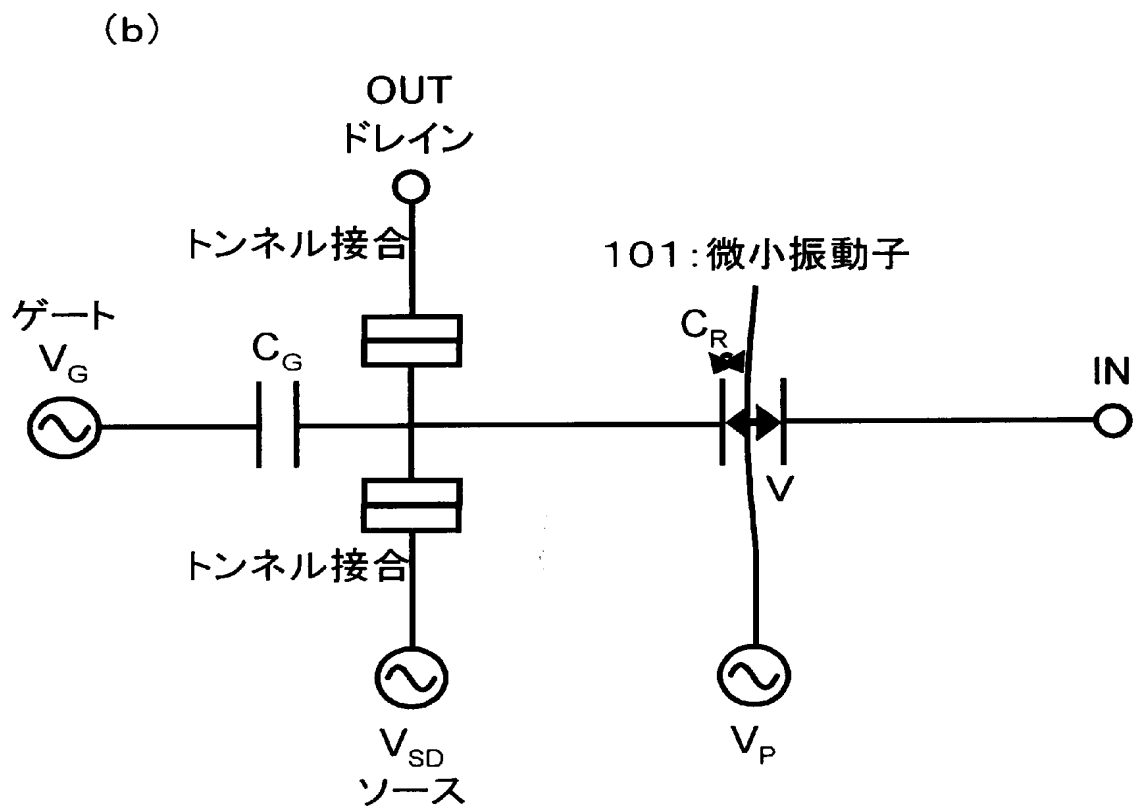 (b)
OUT
ドレイン
トンネル接合
101:微小振動子
ゲート
V_G
C_G
C_R
IN
V
トンネル接合
V_SD
ソース
V_P